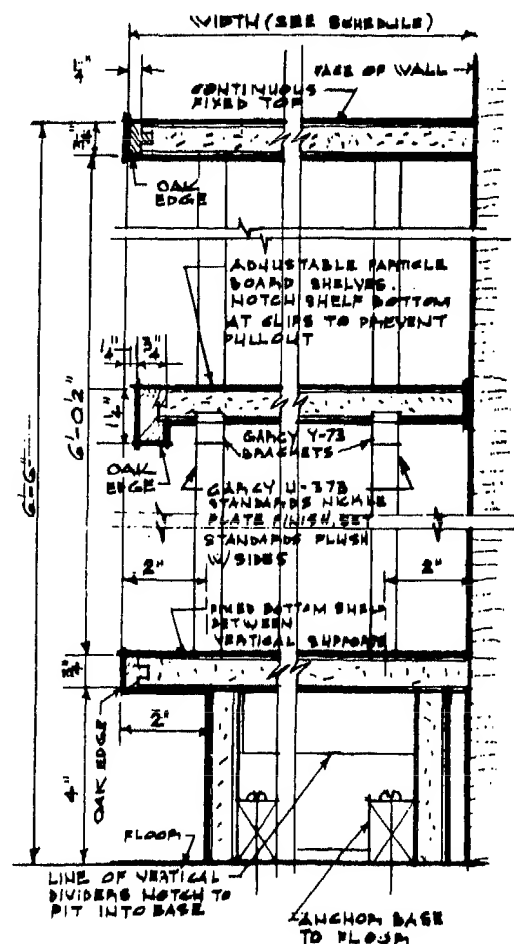 WIDTH (SEE SCHEDULE)
1/4"
FACE OF WALL
CONTINUOUS
FIXED TOP
3/4"
OAK
EDGE
ADJUSTABLE PARTICLE
BOARD SHELVES.
NOTCH SHELF BOTTOM
AT CLIPS TO PREVENT
PULLOUT
1/4"
3/4"
1 1/4"
6'-0 1/2"
6'-6"
OAK
EDGE
GARCY Y-73
BRACKETS
GARCY U-373
STANDARDS NICKLE
PLATE FINISH, SET
STANDARDS FLUSH
W/ SIDES
2"
2"
FIXED BOTTOM SHELF
BETWEEN
VERTICAL SUPPORTS
3/4"
OAK EDGE
2"
4"
FLOOR
LINE OF VERTICAL
DIVIDERS NOTCH TO
FIT INTO BASE
ANCHOR BASE
TO FLOOR